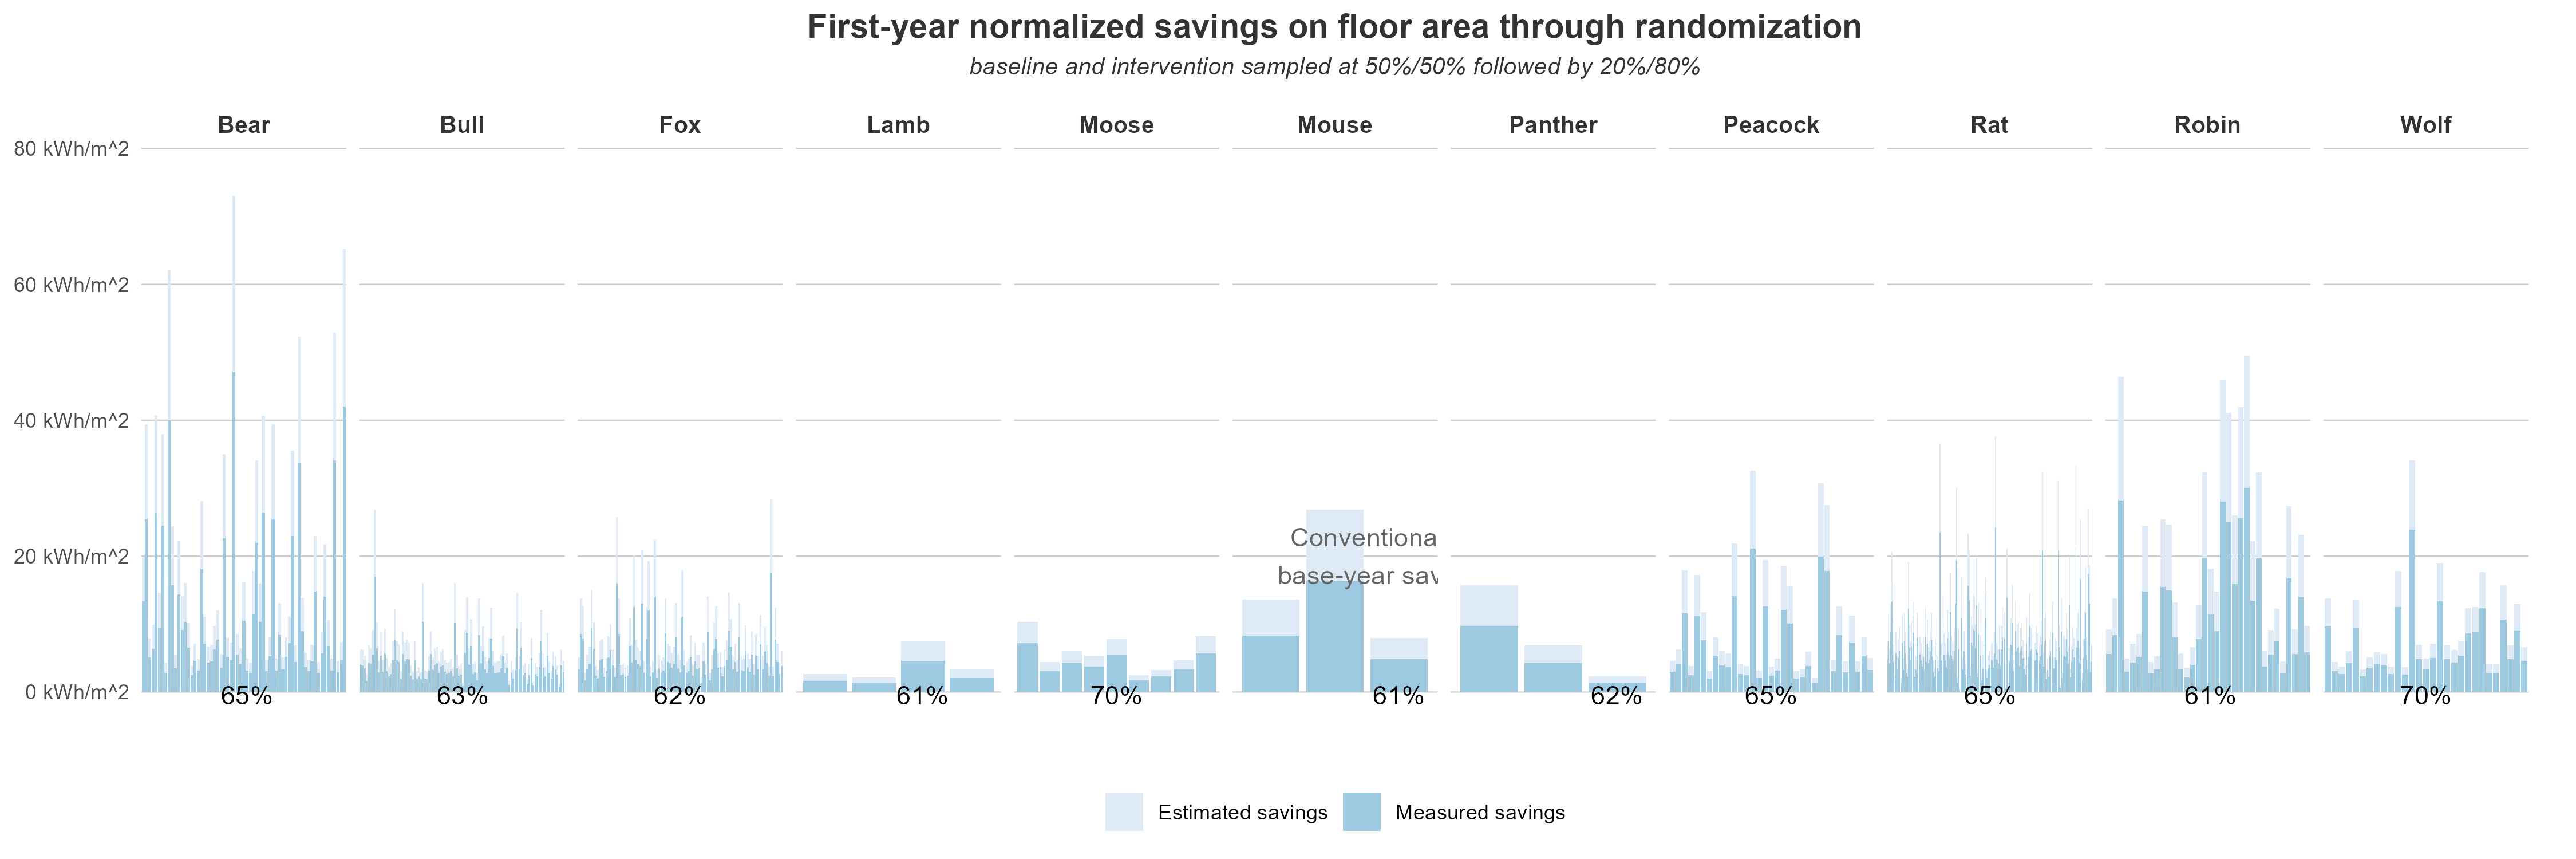 First-year normalized savings on floor area through randomization
baseline and intervention sampled at 50%/50% followed by 20%/80%
Bear Bull Fox Lamb Moose Mouse Panther Peacock Rat Robin Wolf
80 kWh/m^2
60 kWh/m^2
40 kWh/m^2
20 kWh/m^2
0 kWh/m^2
Conventiona
base-year sav
65% 63% 62% 61% 70% 61% 62% 65% 65% 61% 70%
Estimated savings Measured savings